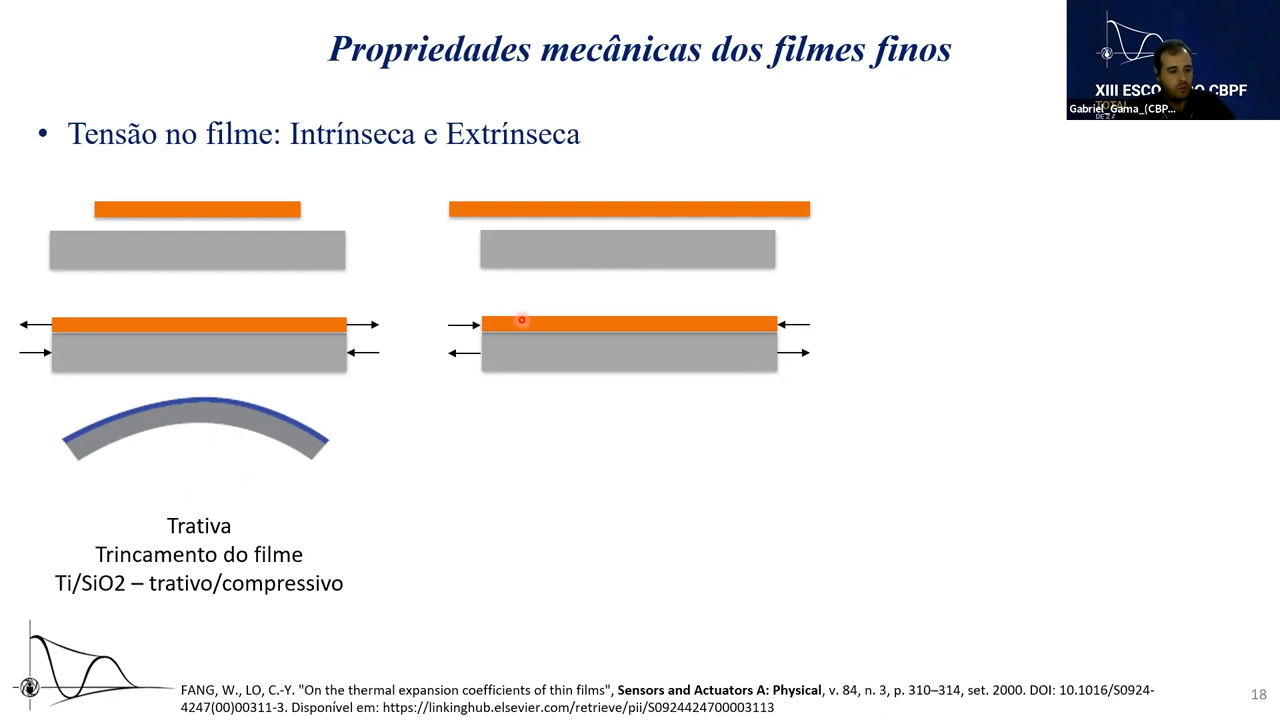 Propriedades mecânicas dos filmes finos
XIII ESCO
O CBPF
Gabriel_Gama_(CBP...
• Tensão no filme: Intrínseca e Extrínseca
Trativa
Trincamento do filme
Ti/SiO2 – trativo/compressivo
FANG, W., LO, C.-Y. "On the thermal expansion coefficients of thin films", Sensors and Actuators A: Physical, v. 84, n. 3, p. 310–314, set. 2000. DOI: 10.1016/S0924-
4247(00)00311-3. Disponível em: https://linkinghub.elsevier.com/retrieve/pii/S0924424700003113
18